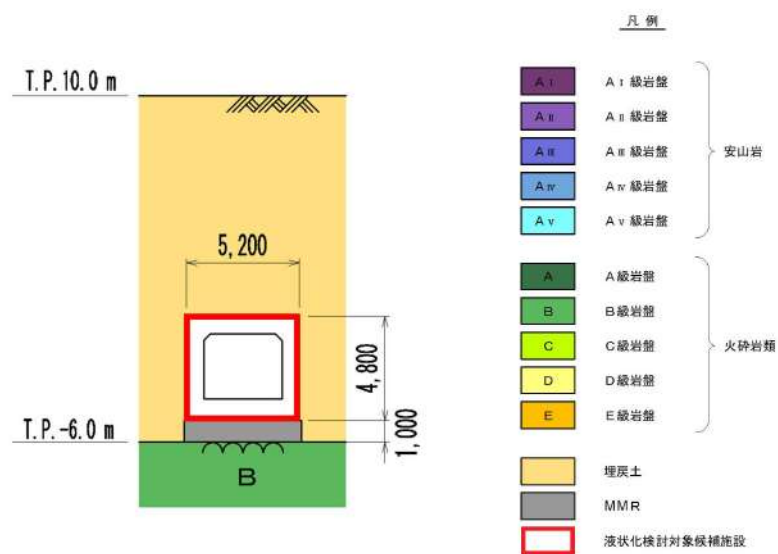 凡例
T.P.10.0 m
5,200
4,800
1,000
T.P.-6.0 m
B
AⅠ AⅠ級岩盤
AⅡ AⅡ級岩盤
AⅢ AⅢ級岩盤
AⅣ AⅣ級岩盤
AⅤ AⅤ級岩盤
安山岩
A A級岩盤
B B級岩盤
C C級岩盤
D D級岩盤
E E級岩盤
火砕岩類
埋戻土
MMR
液状化検討対象候補施設